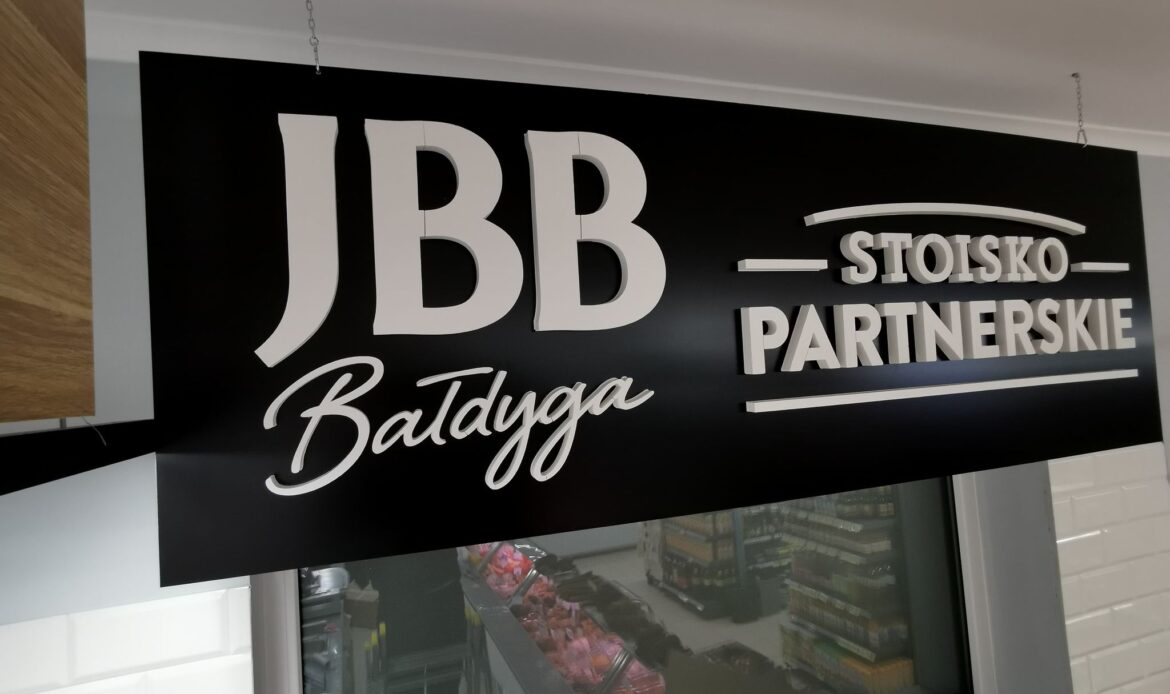 JBB
Bałdyga
STOISKO
PARTNERSKIE